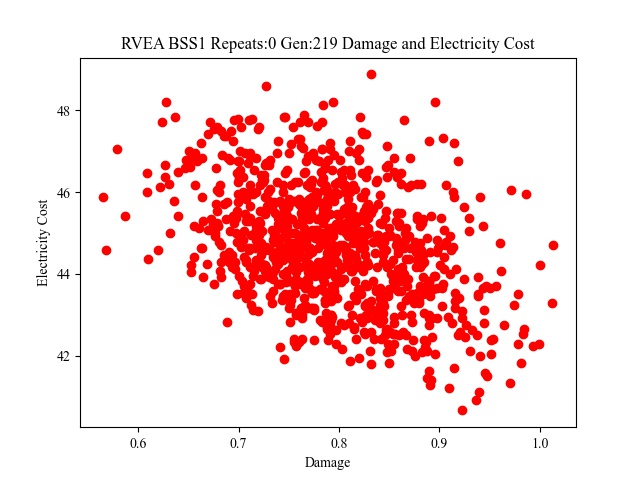 RVEA BSS1 Repeats:0 Gen:219 Damage and Electricity Cost
48
46
44
42
Electricity Cost
0.6 0.7 0.8 0.9 1.0
Damage